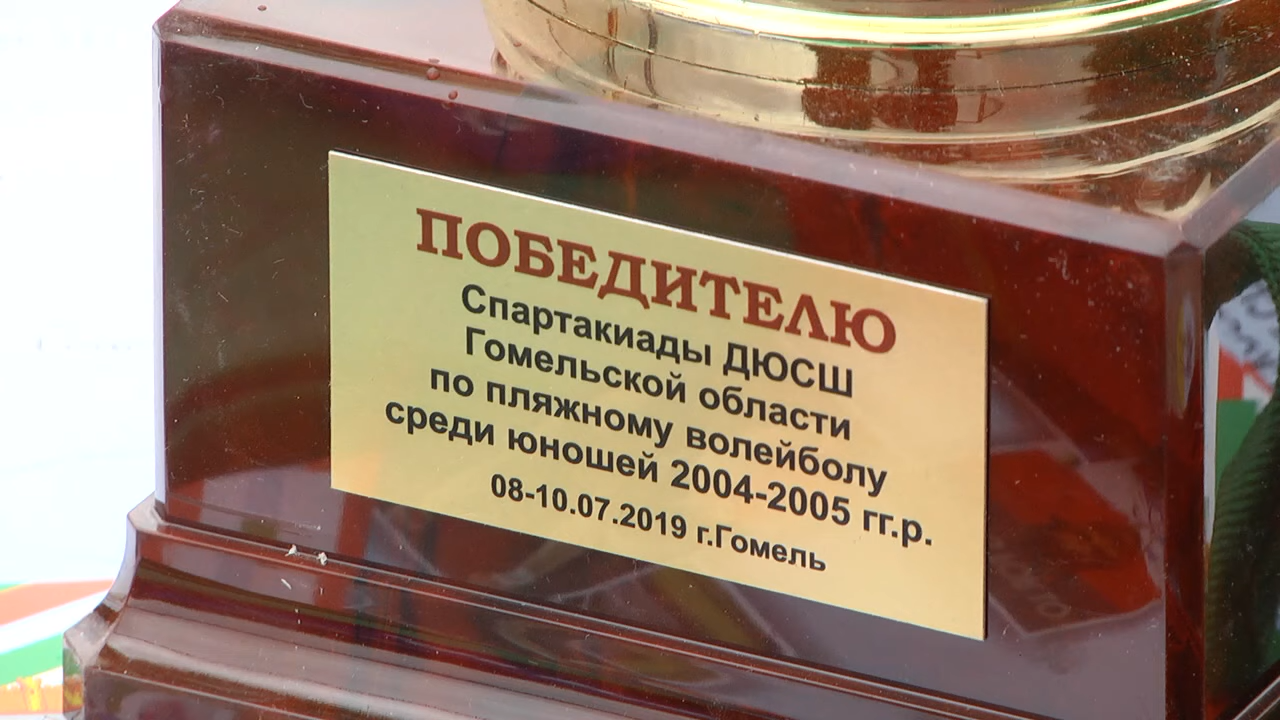 ПОБЕДИТЕЛЮ
Спартакиады ДЮСШ
Гомельской области
по пляжному волейболу
среди юношей 2004-2005 гг.р.
08-10.07.2019 г.Гомель